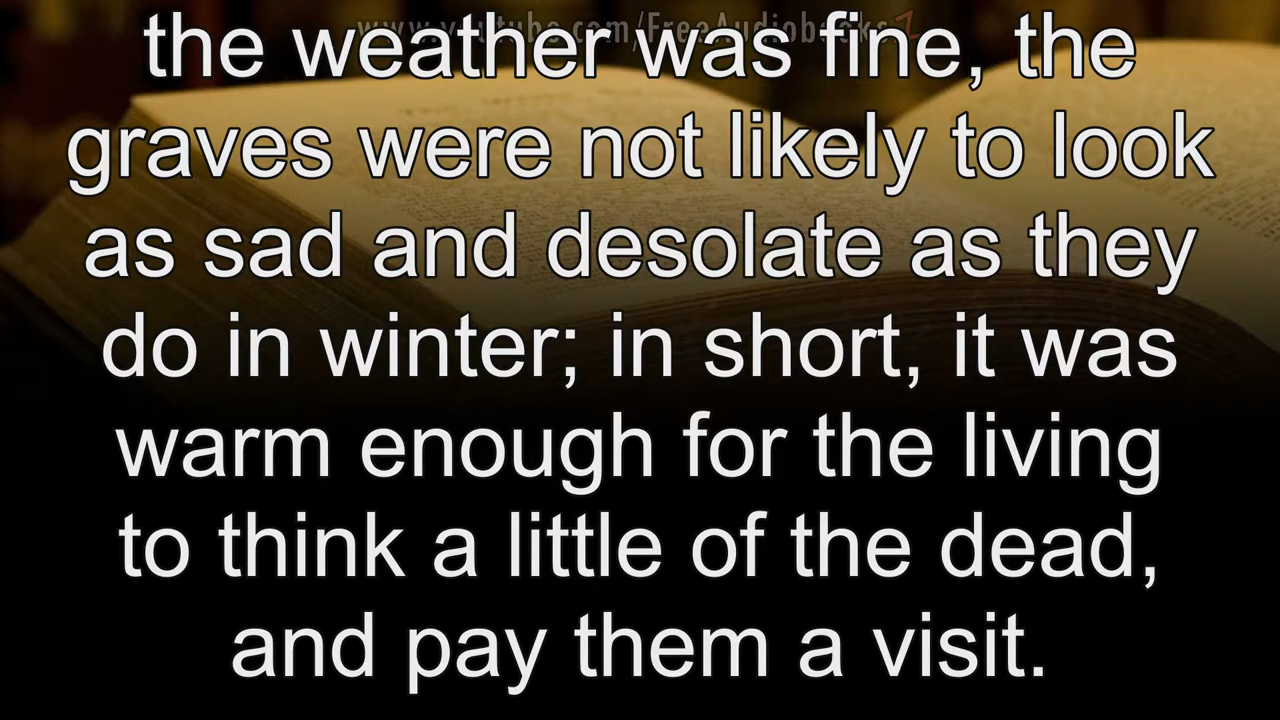 www.youtube.com/FreeAudiobooks
the weather was fine, the
graves were not likely to look
as sad and desolate as they
do in winter; in short, it was
warm enough for the living
to think a little of the dead,
and pay them a visit.